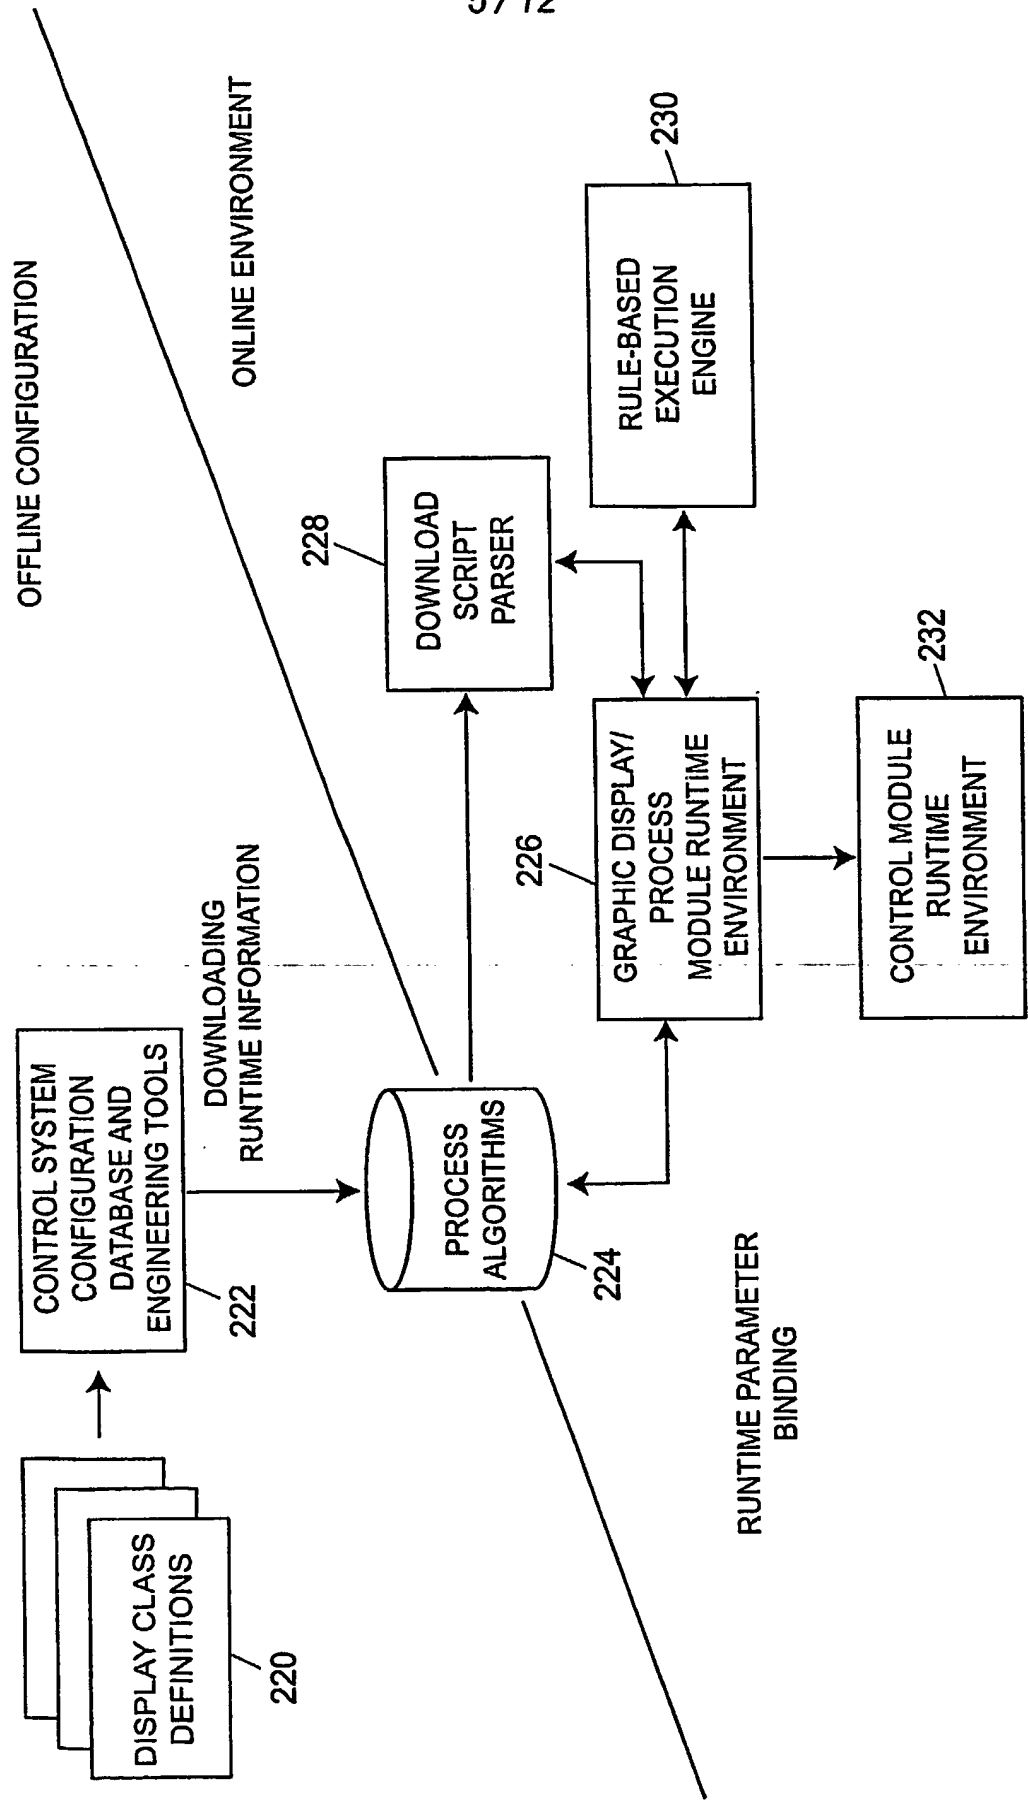 5 / 12
OFFLINE CONFIGURATION
ONLINE ENVIRONMENT
DISPLAY CLASS
DEFINITIONS
220
CONTROL SYSTEM
CONFIGURATION
DATABASE AND
ENGINEERING TOOLS
222
DOWNLOADING
RUNTIME INFORMATION
PROCESS
ALGORITHMS
224
DOWNLOAD
SCRIPT
PARSER
228
RULE-BASED
EXECUTION
ENGINE
230
GRAPHIC DISPLAY/
PROCESS
MODULE RUNTIME
ENVIRONMENT
226
CONTROL MODULE
RUNTIME
ENVIRONMENT
232
RUNTIME PARAMETER
BINDING